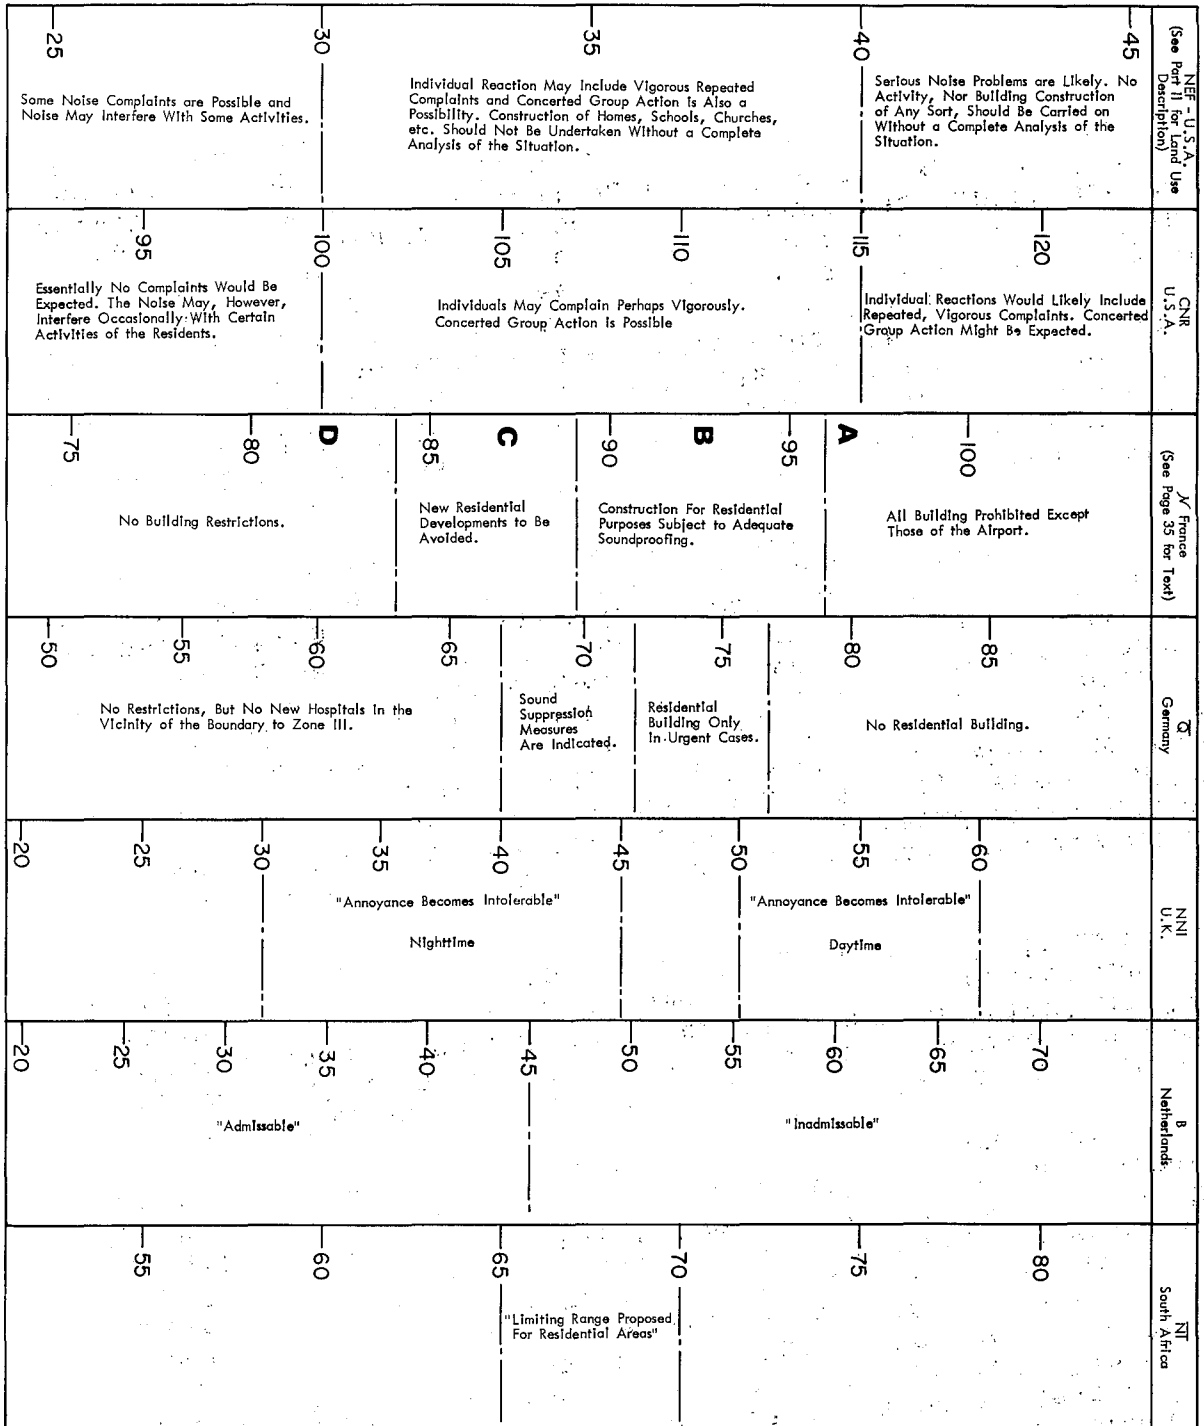 NEF - U.S.A.
(See Part II for Land Use
Description)
45
40
35
30
25
Serious Noise Problems are Likely. No
Activity, Nor Building Construction
of Any Sort, Should Be Carried on
Without a Complete Analysis of the
Situation.
Individual Reaction May Include Vigorous Repeated
Complaints and Concerted Group Action is Also a
Possibility. Construction of Homes, Schools, Churches,
etc. Should Not Be Undertaken Without a Complete
Analysis of the Situation.
Some Noise Complaints are Possible and
Noise May Interfere With Some Activities.
CNR
U.S.A.
120
115
110
105
100
95
Individual Reactions Would Likely Include
Repeated, Vigorous Complaints. Concerted
Group Action Might Be Expected.
Individuals May Complain Perhaps Vigorously.
Concerted Group Action is Possible
Essentially No Complaints Would Be
Expected. The Noise May, However,
Interfere Occasionally With Certain
Activities of the Residents.
N France
(See Page 35 for Text)
100
A
95
B
90
C
85
D
80
75
All Building Prohibited Except
Those of the Airport.
Construction For Residential
Purposes Subject to Adequate
Soundproofing.
New Residential
Developments to Be
Avoided.
No Building Restrictions.
Q̅
Germany
85
80
75
70
65
60
55
50
No Residential Building.
Residential
Building Only
In Urgent Cases.
Sound
Suppression
Measures
Are Indicated.
No Restrictions, But No New Hospitals in the
Vicinity of the Boundary to Zone III.
NNI
U.K.
60
55
50
45
40
35
30
25
20
"Annoyance Becomes Intolerable"
Daytime
"Annoyance Becomes Intolerable"
Nighttime
B
Netherlands
70
65
60
55
50
45
40
35
30
25
20
"Inadmissable"
"Admissable"
N̅I̅
South Africa
80
75
70
65
60
55
"Limiting Range Proposed
For Residential Areas"